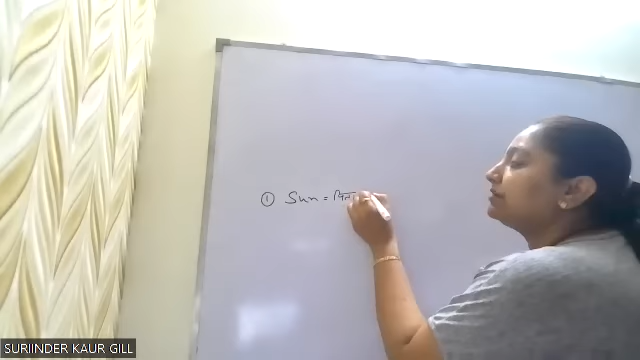 ① Sun = पिता
SURIINDER KAUR GILL